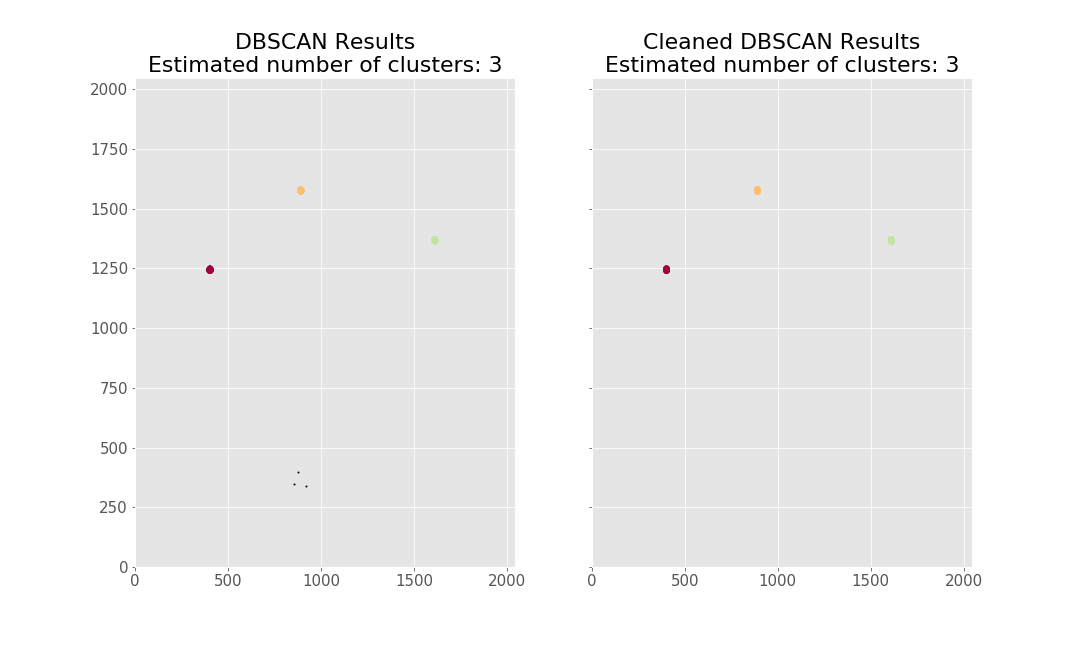 DBSCAN Results
Estimated number of clusters: 3
2000
1750
1500
1250
1000
750
500
250
0
0 500 1000 1500 2000
Cleaned DBSCAN Results
Estimated number of clusters: 3
0 500 1000 1500 2000